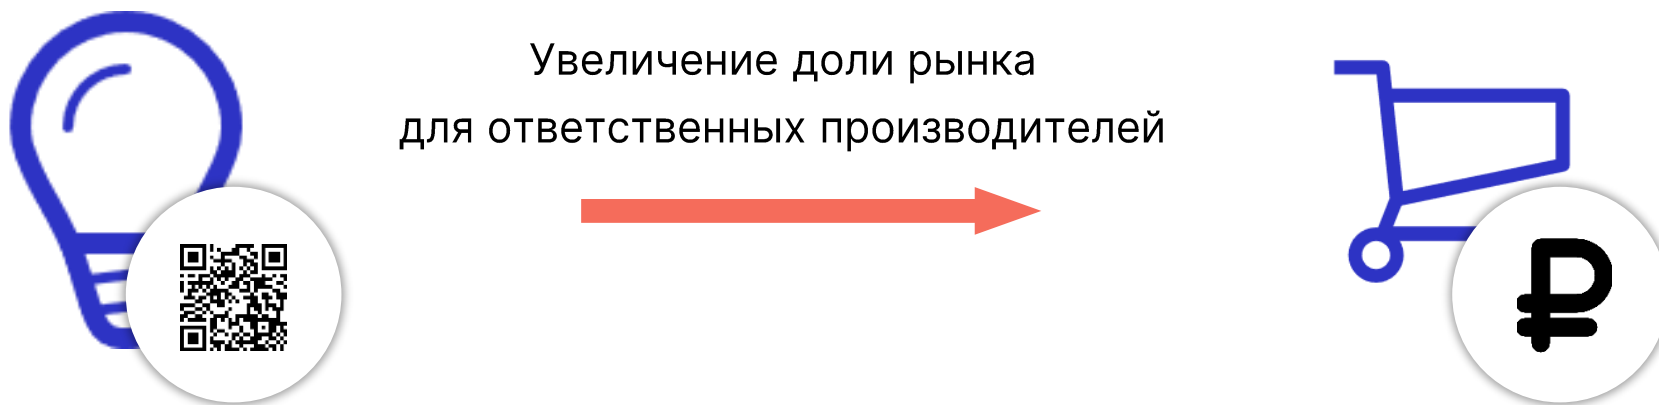 Увеличение доли рынка
для ответственных производителей
₽